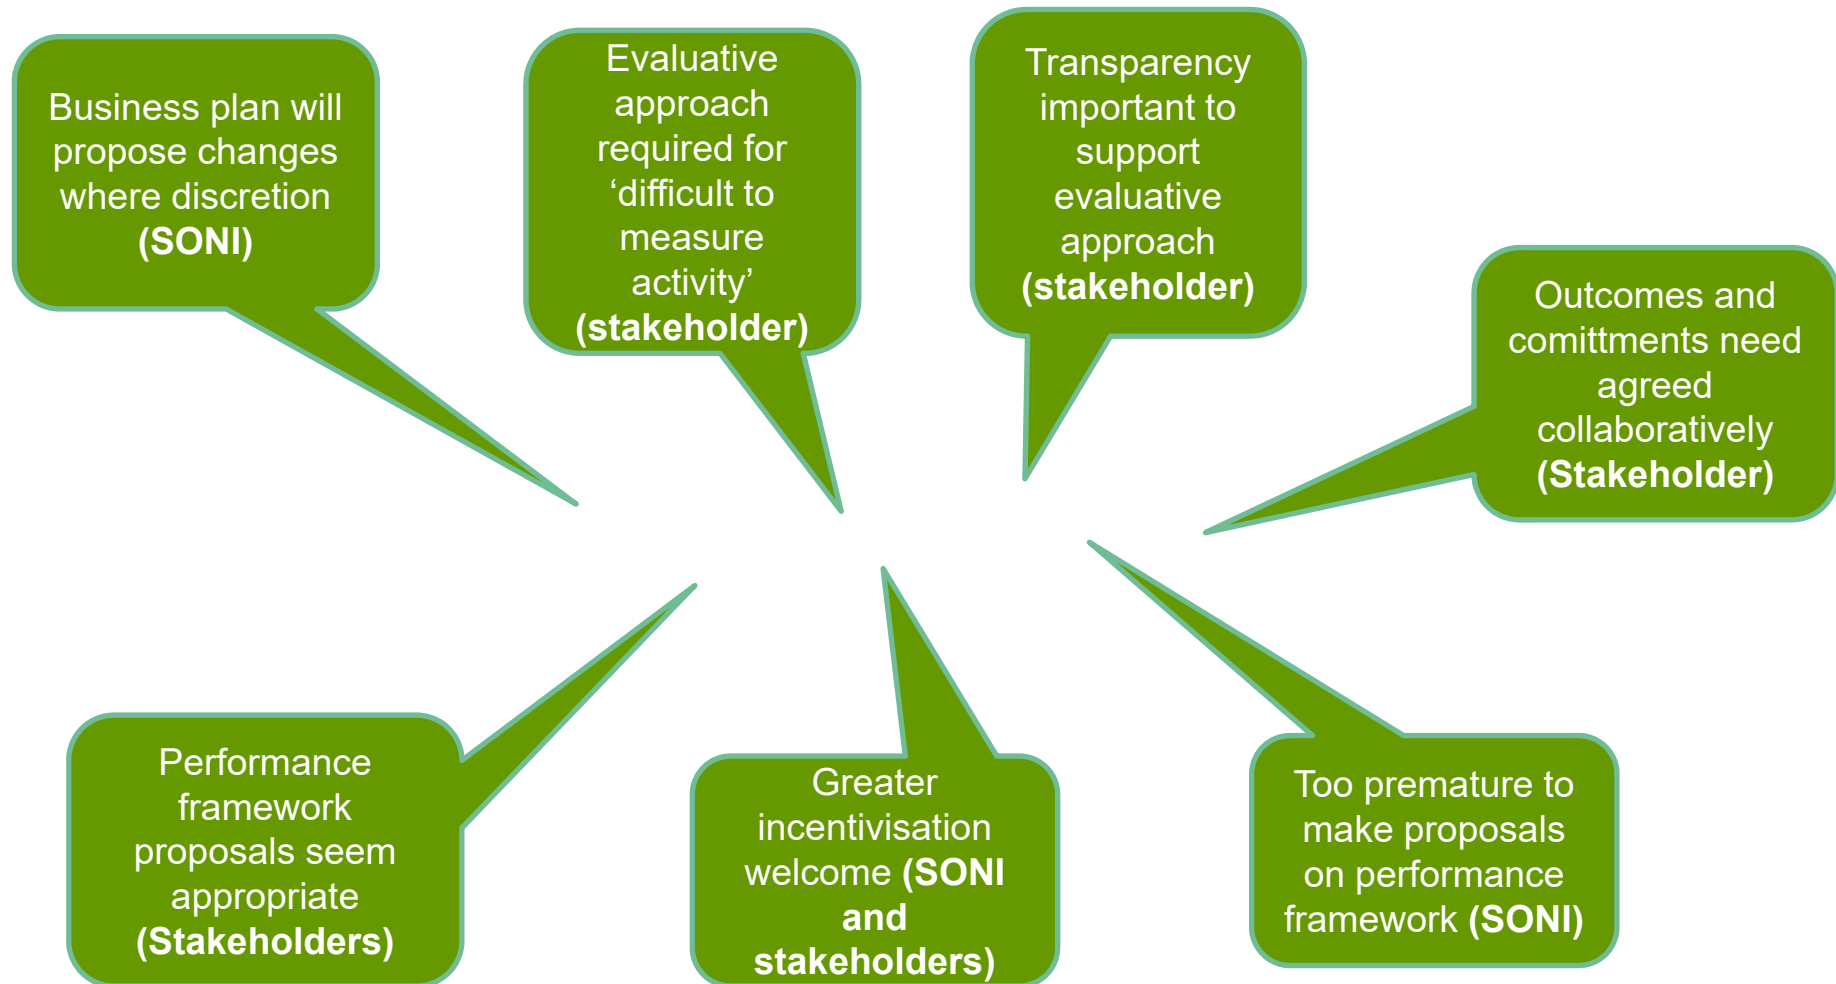 Business plan will
propose changes
where discretion
(SONI)
Evaluative
approach
required for
‘difficult to
measure
activity’
(stakeholder)
Transparency
important to
support
evaluative
approach
(stakeholder)
Outcomes and
comittments need
agreed
collaboratively
(Stakeholder)
Performance
framework
proposals seem
appropriate
(Stakeholders)
Greater
incentivisation
welcome (SONI
and
stakeholders)
Too premature to
make proposals
on performance
framework (SONI)